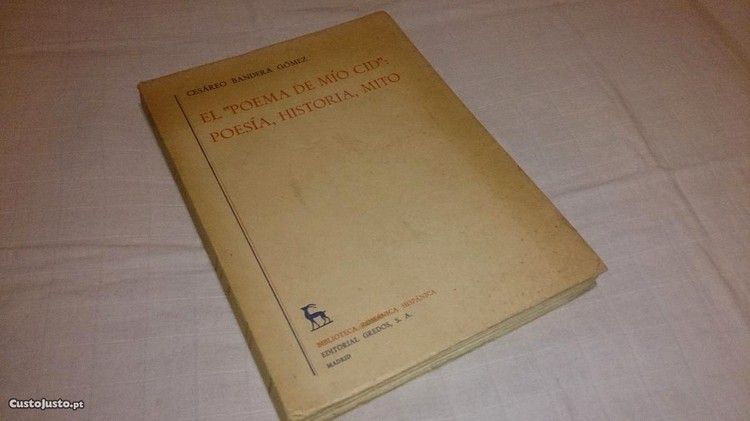 CESÁREO BANDERA GÓMEZ
EL "POEMA DE MÍO CID":
POESÍA, HISTORIA, MITO
BIBLIOTECA ROMÁNICA HISPÁNICA
EDITORIAL GREDOS, S. A.
MADRID
CustoJusto.pt